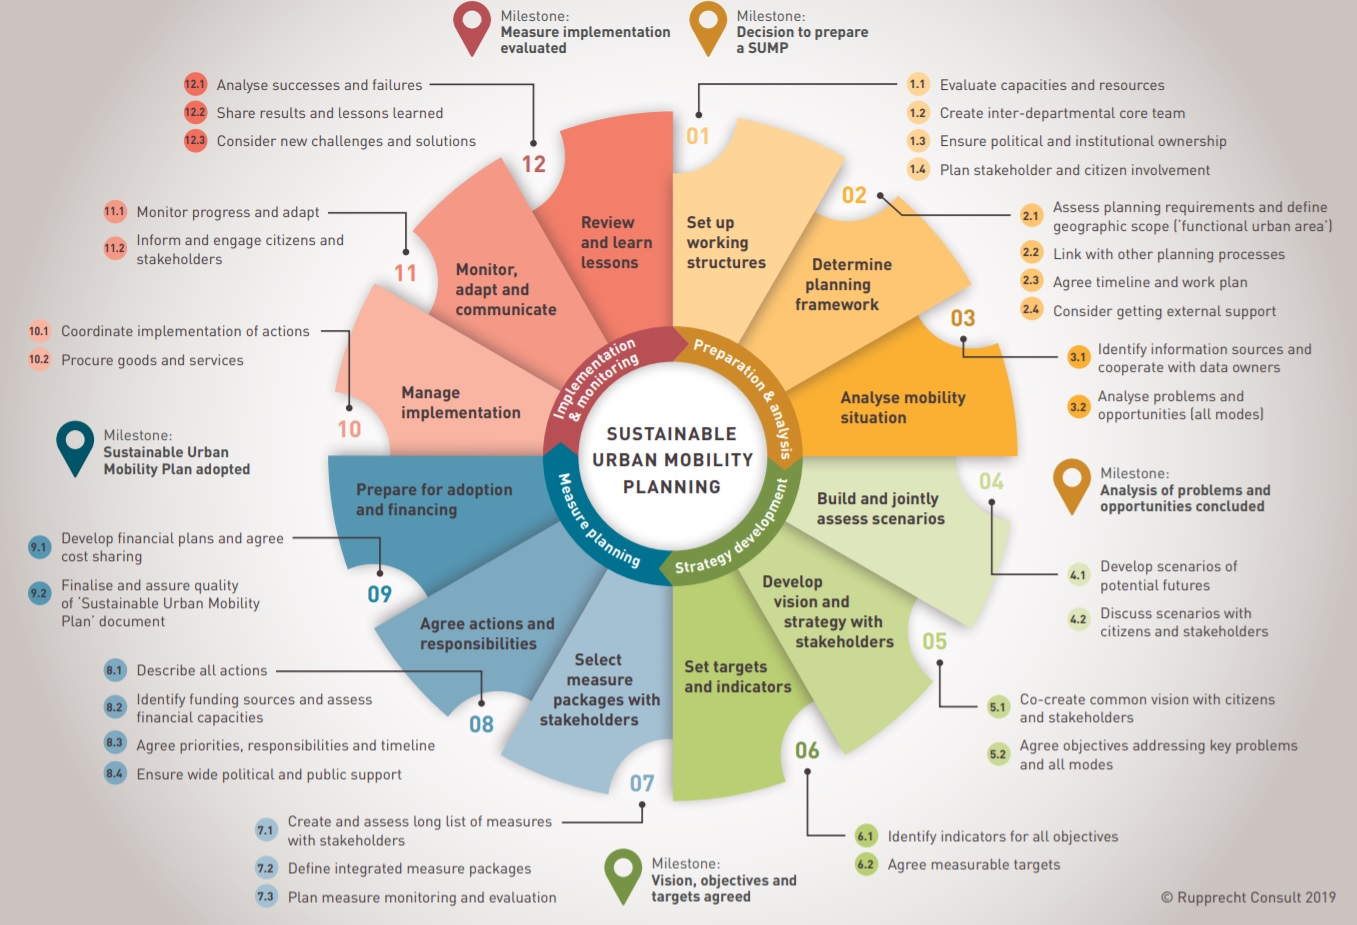 Milestone:
Measure implementation
evaluated
Milestone:
Decision to prepare
a SUMP
12.1 Analyse successes and failures
12.2 Share results and lessons learned
12.3 Consider new challenges and solutions
1.1 Evaluate capacities and resources
1.2 Create inter-departmental core team
1.3 Ensure political and institutional ownership
1.4 Plan stakeholder and citizen involvement
11.1 Monitor progress and adapt
11.2 Inform and engage citizens and
stakeholders
2.1 Assess planning requirements and define
geographic scope (‘functional urban area’)
2.2 Link with other planning processes
2.3 Agree timeline and work plan
2.4 Consider getting external support
10.1 Coordinate implementation of actions
10.2 Procure goods and services
3.1 Identify information sources and
cooperate with data owners
3.2 Analyse problems and
opportunities (all modes)
Milestone:
Sustainable Urban
Mobility Plan adopted
Milestone:
Analysis of problems and
opportunities concluded
01
Set up
working
structures
02
Determine
planning
framework
03
Analyse mobility
situation
04
Build and jointly
assess scenarios
05
Develop
vision and
strategy with
stakeholders
06
Set targets
and indicators
07
Select
measure
packages with
stakeholders
08
Agree actions and
responsibilities
09
Prepare for adoption
and financing
10
Manage
implementation
11
Monitor,
adapt and
communicate
12
Review
and learn
lessons
Preparation & analysis
Strategy development
Measure planning
Implementation
& monitoring
SUSTAINABLE
URBAN MOBILITY
PLANNING
9.1 Develop financial plans and agree
cost sharing
9.2 Finalise and assure quality
of ‘Sustainable Urban Mobility
Plan’ document
4.1 Develop scenarios of
potential futures
4.2 Discuss scenarios with
citizens and stakeholders
8.1 Describe all actions
8.2 Identify funding sources and assess
financial capacities
8.3 Agree priorities, responsibilities and timeline
8.4 Ensure wide political and public support
5.1 Co-create common vision with citizens
and stakeholders
5.2 Agree objectives addressing key problems
and all modes
7.1 Create and assess long list of measures
with stakeholders
7.2 Define integrated measure packages
7.3 Plan measure monitoring and evaluation
Milestone:
Vision, objectives and
targets agreed
6.1 Identify indicators for all objectives
6.2 Agree measurable targets
© Rupprecht Consult 2019